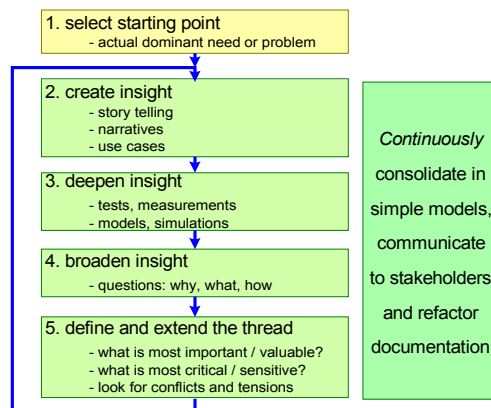 1. select starting point
- actual dominant need or problem
2. create insight
- story telling
- narratives
- use cases
3. deepen insight
- tests, measurements
- models, simulations
4. broaden insight
- questions: why, what, how
5. define and extend the thread
- what is most important / valuable?
- what is most critical / sensitive?
- look for conflicts and tensions
Continuously
consolidate in
simple models,
communicate
to stakeholders
and refactor
documentation